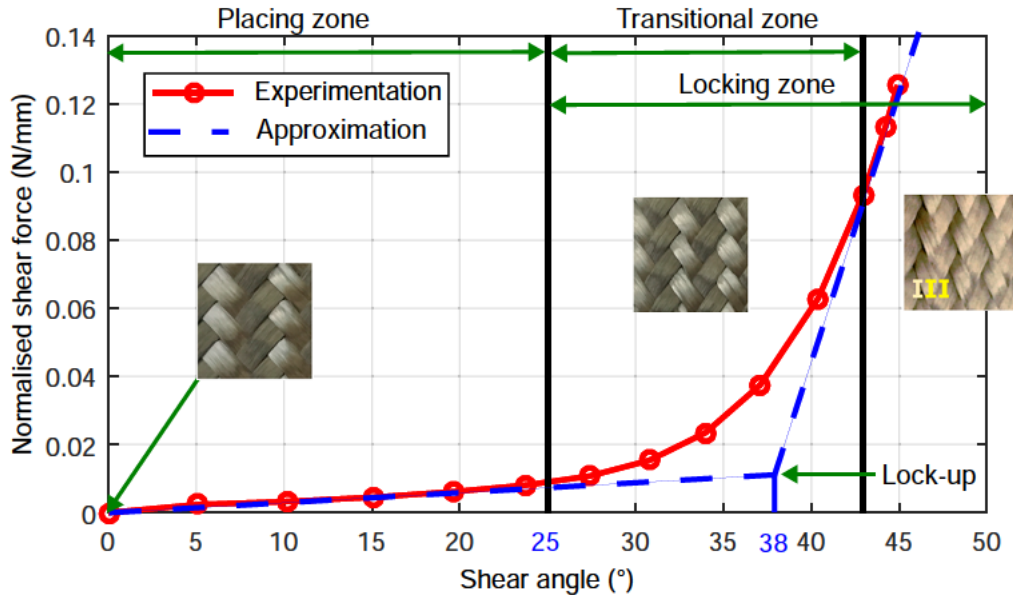 Placing zone
Transitional zone
Locking zone
Experimentation
Approximation
Normalised shear force (N/mm)
0.14
0.12
0.1
0.08
0.06
0.04
0.02
0
III
Lock-up
0
5
10
15
20
25
30
35
38
40
45
50
Shear angle (°)